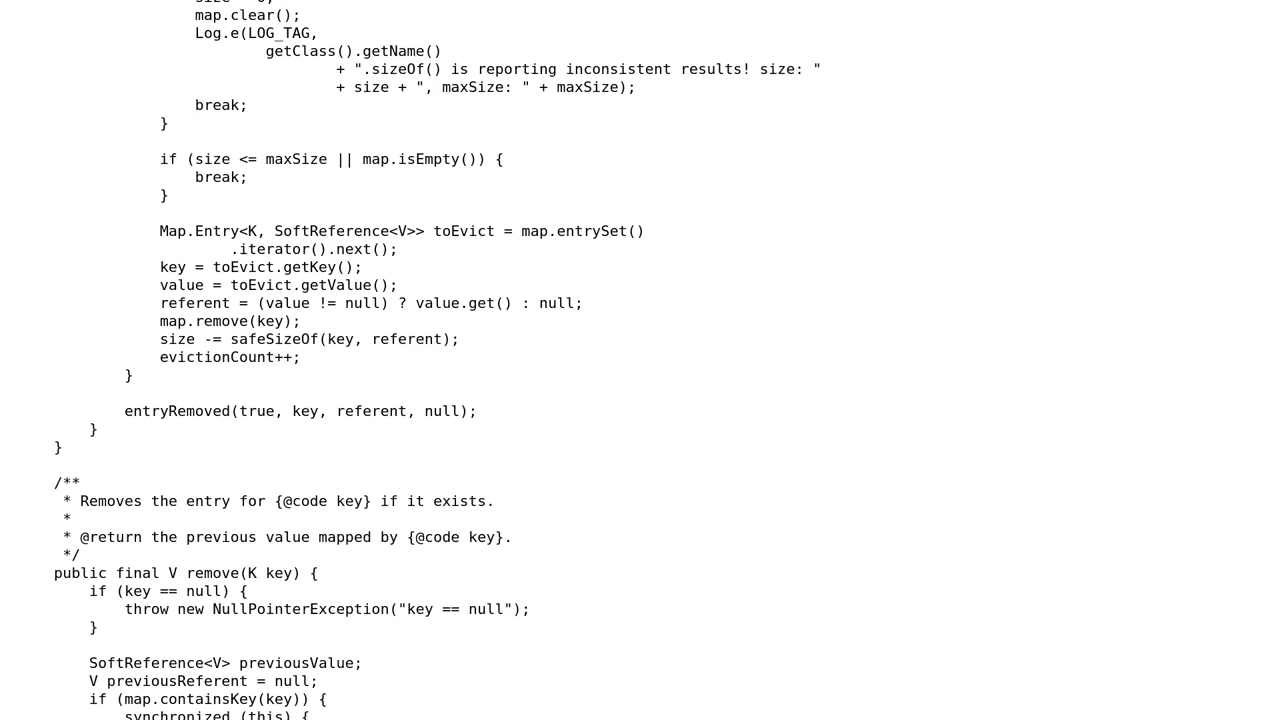 map.clear();
Log.e(LOG_TAG,
getClass().getName()
+ ".sizeOf() is reporting inconsistent results! size: "
+ size + ", maxSize: " + maxSize);
break;
}
if (size <= maxSize || map.isEmpty()) {
break;
}
Map.Entry<K, SoftReference<V>> toEvict = map.entrySet()
.iterator().next();
key = toEvict.getKey();
value = toEvict.getValue();
referent = (value != null) ? value.get() : null;
map.remove(key);
size -= safeSizeOf(key, referent);
evictionCount++;
}
entryRemoved(true, key, referent, null);
}
}
/**
* Removes the entry for {@code key} if it exists.
*
* @return the previous value mapped by {@code key}.
*/
public final V remove(K key) {
if (key == null) {
throw new NullPointerException("key == null");
}
SoftReference<V> previousValue;
V previousReferent = null;
if (map.containsKey(key)) {
synchronized (this) {